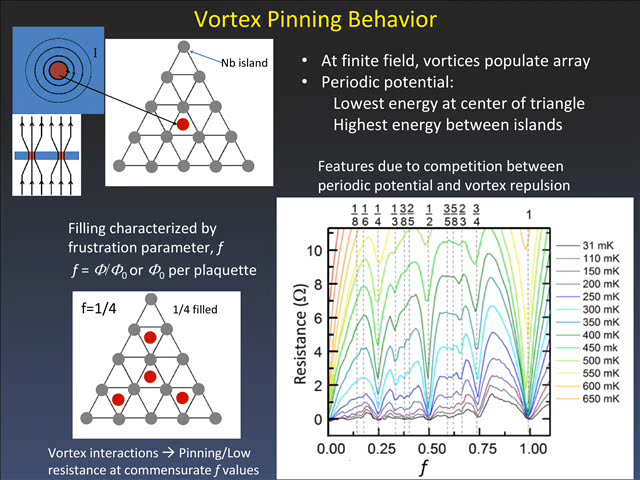 Vortex Pinning Behavior
I
Nb island
• At finite field, vortices populate array
• Periodic potential:
Lowest energy at center of triangle
Highest energy between islands
Features due to competition between
periodic potential and vortex repulsion
Filling characterized by
frustration parameter, f
f = Φ/Φ₀ or Φ₀ per plaquette
f=1/4
1/4 filled
Vortex interactions → Pinning/Low
resistance at commensurate f values
1/8 1/6 1/4 1/3 3/8 2/5 1/2 3/5 5/8 2/3 3/4 1
Resistance (Ω)
10
8
6
4
2
0
0.00 0.25 0.50 0.75 1.00
f
31 mK
110 mK
150 mK
200 mK
250 mK
300 mK
350 mK
400 mK
450 mK
500 mK
550 mK
600 mK
650 mK